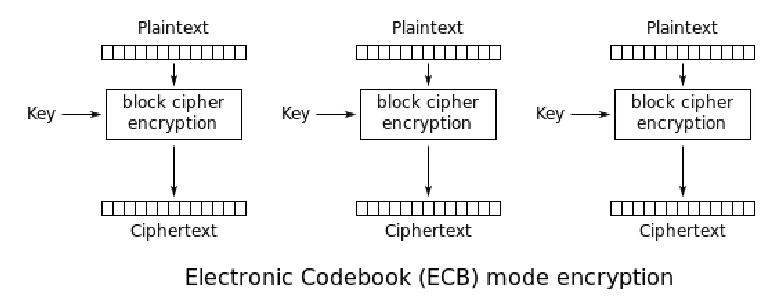 Plaintext Plaintext Plaintext
Key block cipher encryption Key block cipher encryption Key block cipher encryption
Ciphertext Ciphertext Ciphertext
Electronic Codebook (ECB) mode encryption